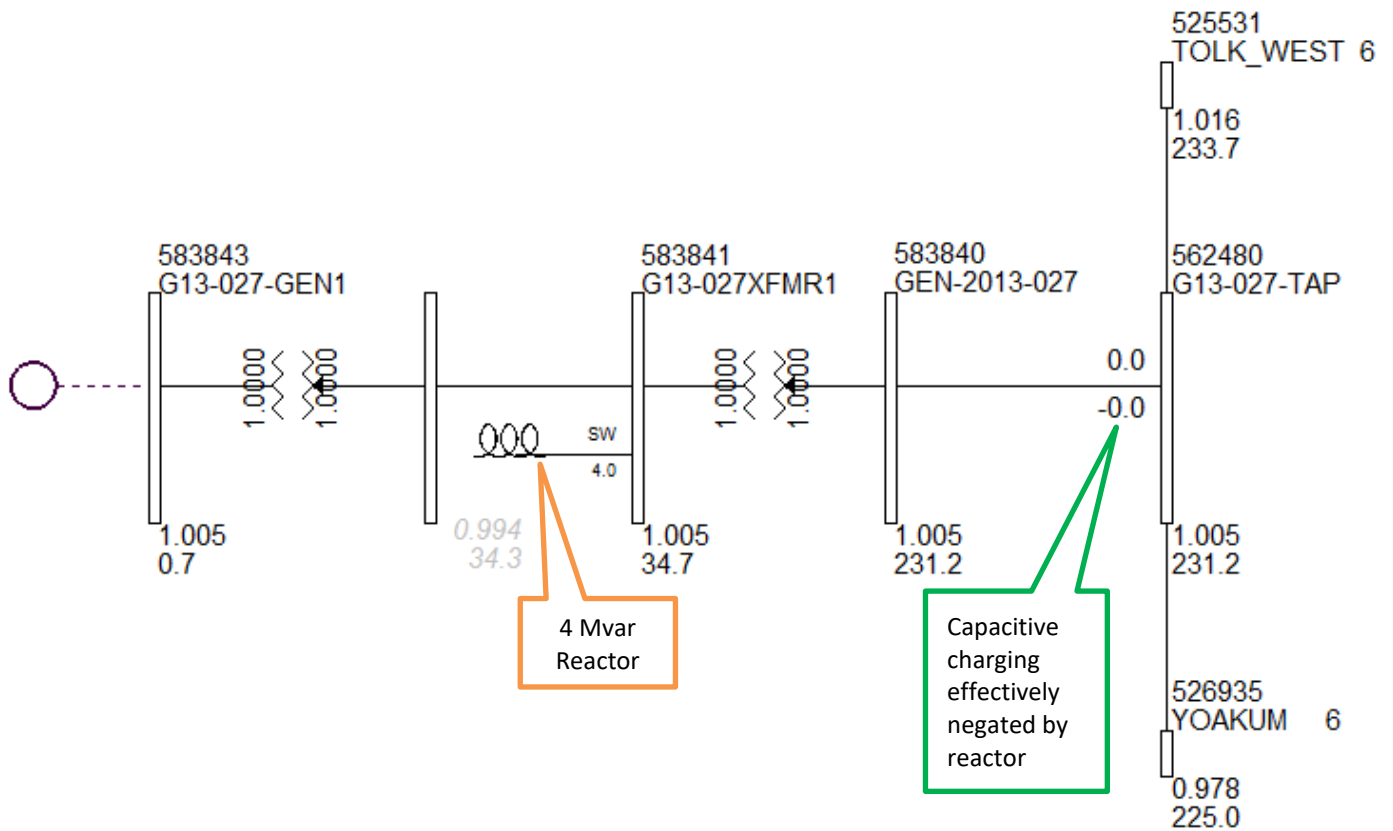 525531
TOLK_WEST 6
1.016
233.7
583843
G13-027-GEN1
583841
G13-027XFMR1
583840
GEN-2013-027
562480
G13-027-TAP
1.0000
1.0000
1.0000
1.0000
0.0
-0.0
SW
4.0
1.005
0.7
0.994
34.3
1.005
34.7
1.005
231.2
1.005
231.2
4 Mvar
Reactor
Capacitive
charging
effectively
negated by
reactor
526935
YOAKUM 6
0.978
225.0